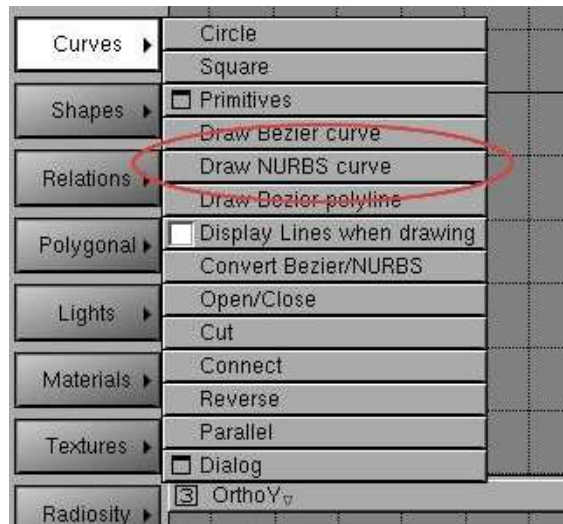 Curves
Shapes
Relations
Polygonal
Lights
Materials
Textures
Radiosity
Circle
Square
Primitives
Draw Bezier curve
Draw NURBS curve
Draw Bezier polyline
Display Lines when drawing
Convert Bezier/NURBS
Open/Close
Cut
Connect
Reverse
Parallel
Dialog
3 OrthoY